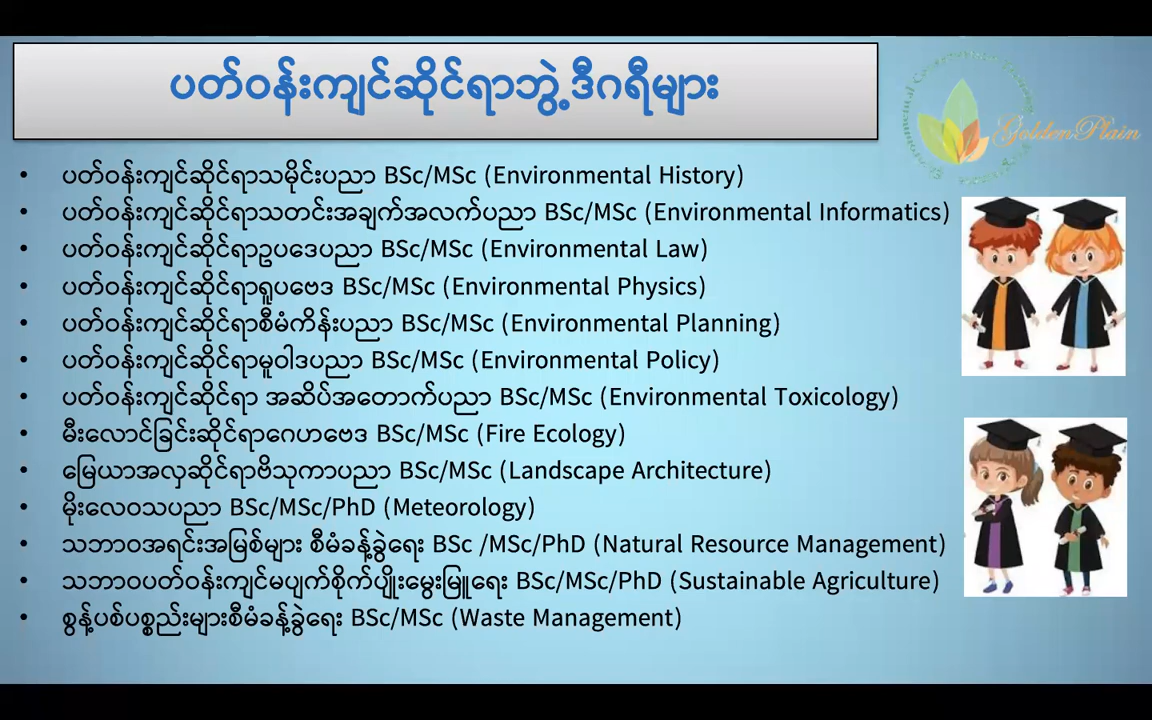 ပတ်ဝန်းကျင်ဆိုင်ရာဘွဲ့ဒီဂရီများ
GoldenPlain
• ပတ်ဝန်းကျင်ဆိုင်ရာသမိုင်းပညာ BSc/MSc (Environmental History)
• ပတ်ဝန်းကျင်ဆိုင်ရာသတင်းအချက်အလက်ပညာ BSc/MSc (Environmental Informatics)
• ပတ်ဝန်းကျင်ဆိုင်ရာဥပဒေပညာ BSc/MSc (Environmental Law)
• ပတ်ဝန်းကျင်ဆိုင်ရာရူပဗေဒ BSc/MSc (Environmental Physics)
• ပတ်ဝန်းကျင်ဆိုင်ရာစီမံကိန်းပညာ BSc/MSc (Environmental Planning)
• ပတ်ဝန်းကျင်ဆိုင်ရာမူဝါဒပညာ BSc/MSc (Environmental Policy)
• ပတ်ဝန်းကျင်ဆိုင်ရာ အဆိပ်အတောက်ပညာ BSc/MSc (Environmental Toxicology)
• မီးလောင်ခြင်းဆိုင်ရာဂေဟဗေဒ BSc/MSc (Fire Ecology)
• မြေယာအလှဆိုင်ရာဗိသုကာပညာ BSc/MSc (Landscape Architecture)
• မိုးလေဝသပညာ BSc/MSc/PhD (Meteorology)
• သဘာဝအရင်းအမြစ်များ စီမံခန့်ခွဲရေး BSc /MSc/PhD (Natural Resource Management)
• သဘာဝပတ်ဝန်းကျင်မပျက်စိုက်ပျိုးမွေးမြူရေး BSc/MSc/PhD (Sustainable Agriculture)
• စွန့်ပစ်ပစ္စည်းများစီမံခန့်ခွဲရေး BSc/MSc (Waste Management)